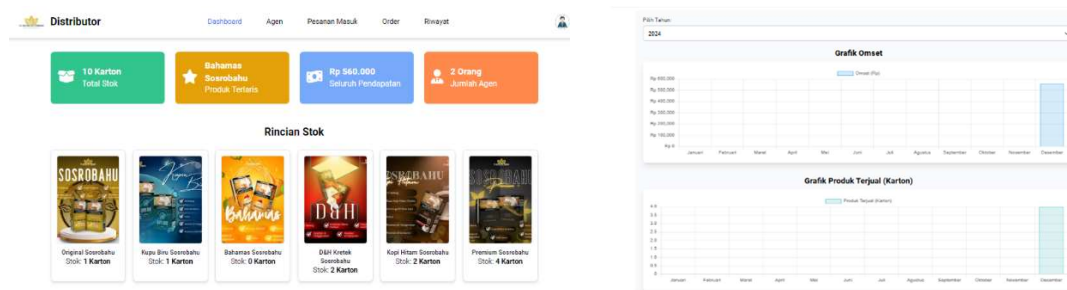 Distributor
Dashboard Agen Pesanan Masuk Order Riwayat
10 Karton
Total Stok
Bahamas
Sosrobahu
Produk Terlaris
Rp 560.000
Seluruh Pendapatan
2 Orang
Jumlah Agen
Rincian Stok
SOSROBAHU
Bahamas
D&H
Original Sosrobahu
Stok: 1 Karton
Kupu Biru Sosrobahu
Stok: 1 Karton
Bahamas Sosrobahu
Stok: 0 Karton
D&H Kretek
Sosrobahu
Stok: 2 Karton
Kopi Hitam Sosrobahu
Stok: 2 Karton
Premium Sosrobahu
Stok: 4 Karton
Pilih Tahun:
2024
Grafik Omset
Omset (Rp)
Rp 600,000
Rp 500,000
Rp 400,000
Rp 300,000
Rp 200,000
Rp 100,000
Rp 0
Januari Februari Maret April Mei Juni Juli Agustus September Oktober November Desember
Grafik Produk Terjual (Karton)
Produk Terjual (Karton)
4.0
3.5
3.0
2.5
2.0
1.5
1.0
0.5
0
Januari Februari Maret April Mei Juni Juli Agustus September Oktober November Desember